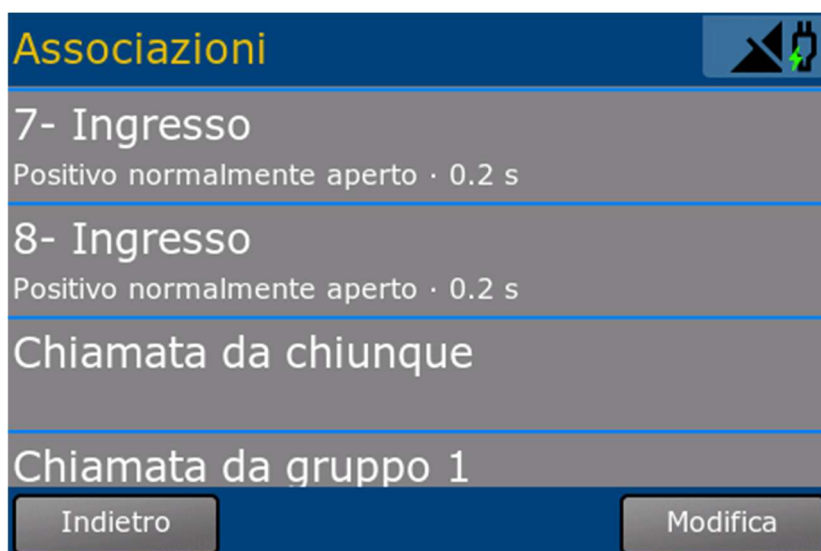 Associazioni
7- Ingresso
Positivo normalmente aperto · 0.2 s
8- Ingresso
Positivo normalmente aperto · 0.2 s
Chiamata da chiunque
Chiamata da gruppo 1
Indietro
Modifica